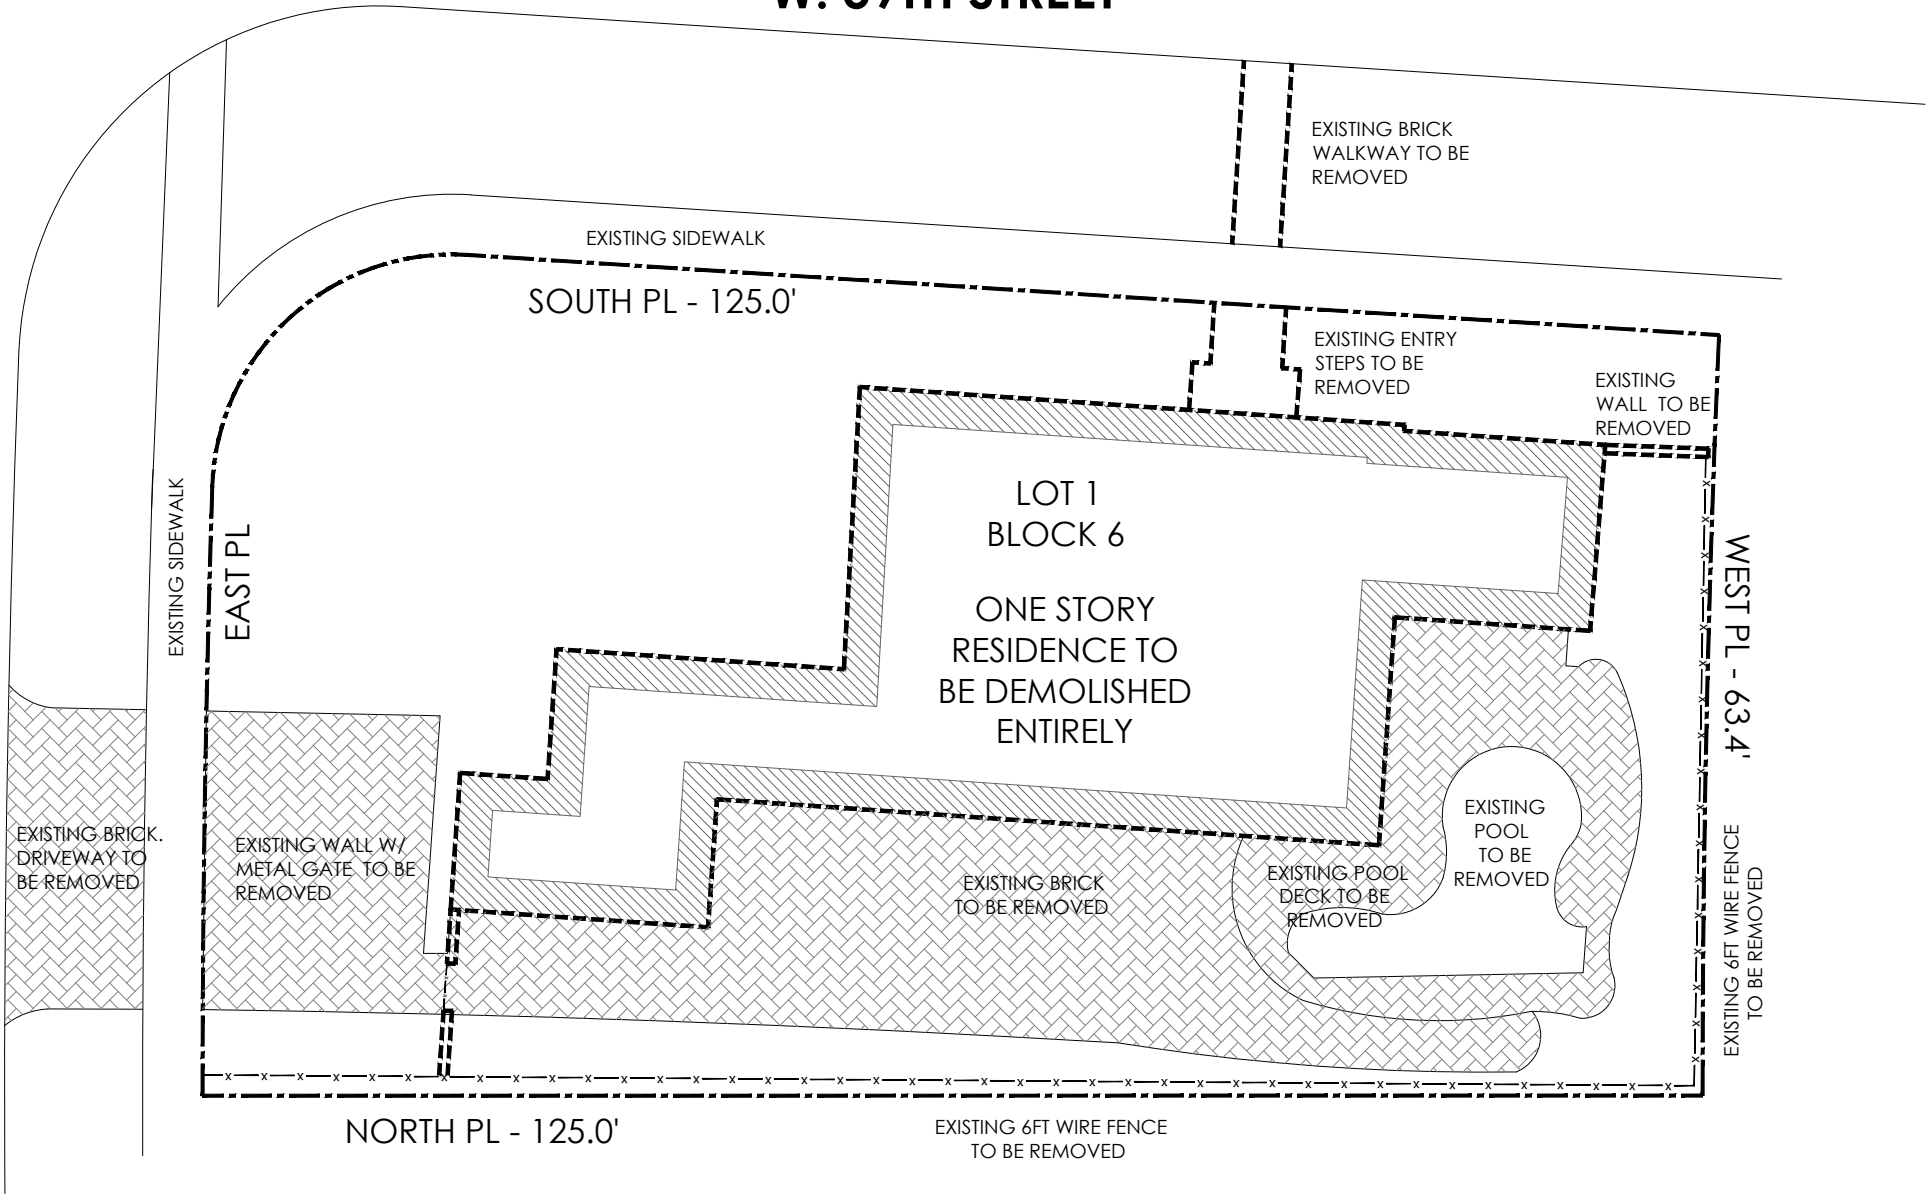 W. STREET
EXISTING BRICK
WALKWAY TO BE
REMOVED
EXISTING SIDEWALK
SOUTH PL - 125.0'
EXISTING ENTRY
STEPS TO BE
REMOVED
EXISTING
WALL TO BE
REMOVED
LOT 1
BLOCK 6
ONE STORY
RESIDENCE TO
BE DEMOLISHED
ENTIRELY
EXISTING SIDEWALK
EAST PL
WEST PL - 63.4'
EXISTING BRICK.
DRIVEWAY TO
BE REMOVED
EXISTING WALL W/
METAL GATE TO BE
REMOVED
EXISTING BRICK
TO BE REMOVED
EXISTING POOL
DECK TO BE
REMOVED
EXISTING
POOL
TO BE
REMOVED
EXISTING 6FT WIRE FENCE
TO BE REMOVED
NORTH PL - 125.0'
EXISTING 6FT WIRE FENCE
TO BE REMOVED